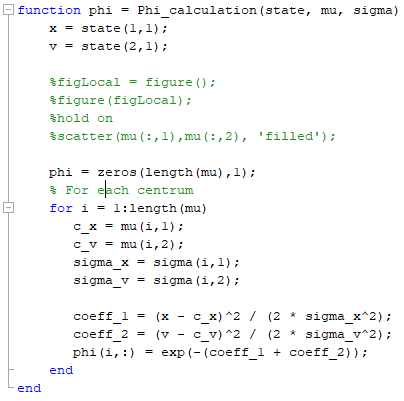 function phi = Phi_calculation(state, mu, sigma)
x = state(1,1);
v = state(2,1);
%figLocal = figure();
%figure(figLocal);
%hold on
%scatter(mu(:,1),mu(:,2), 'filled');
phi = zeros(length(mu),1);
% For each centrum
for i = 1:length(mu)
c_x = mu(i,1);
c_v = mu(i,2);
sigma_x = sigma(i,1);
sigma_v = sigma(i,2);
coeff_1 = (x - c_x)^2 / (2 * sigma_x^2);
coeff_2 = (v - c_v)^2 / (2 * sigma_v^2);
phi(i,:) = exp(-(coeff_1 + coeff_2));
end
end